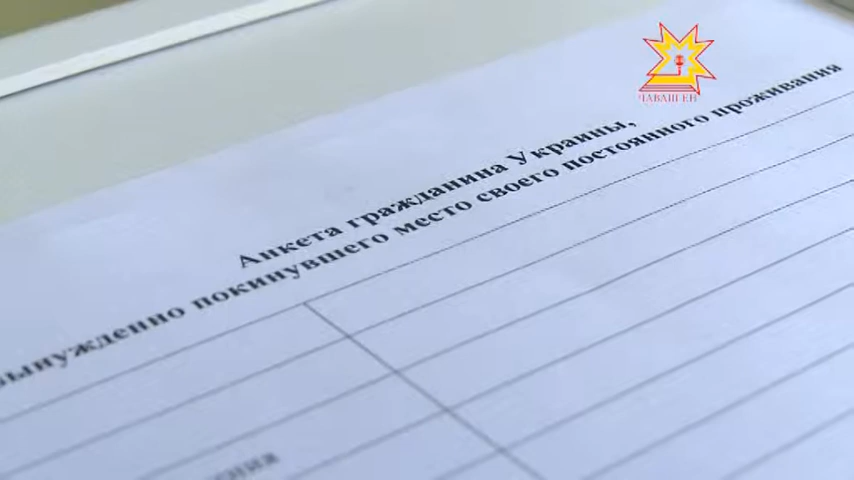 ЧАВАШ ЕН
Анкета гражданина Украины,
вынужденно покинувшего место своего постоянного проживания